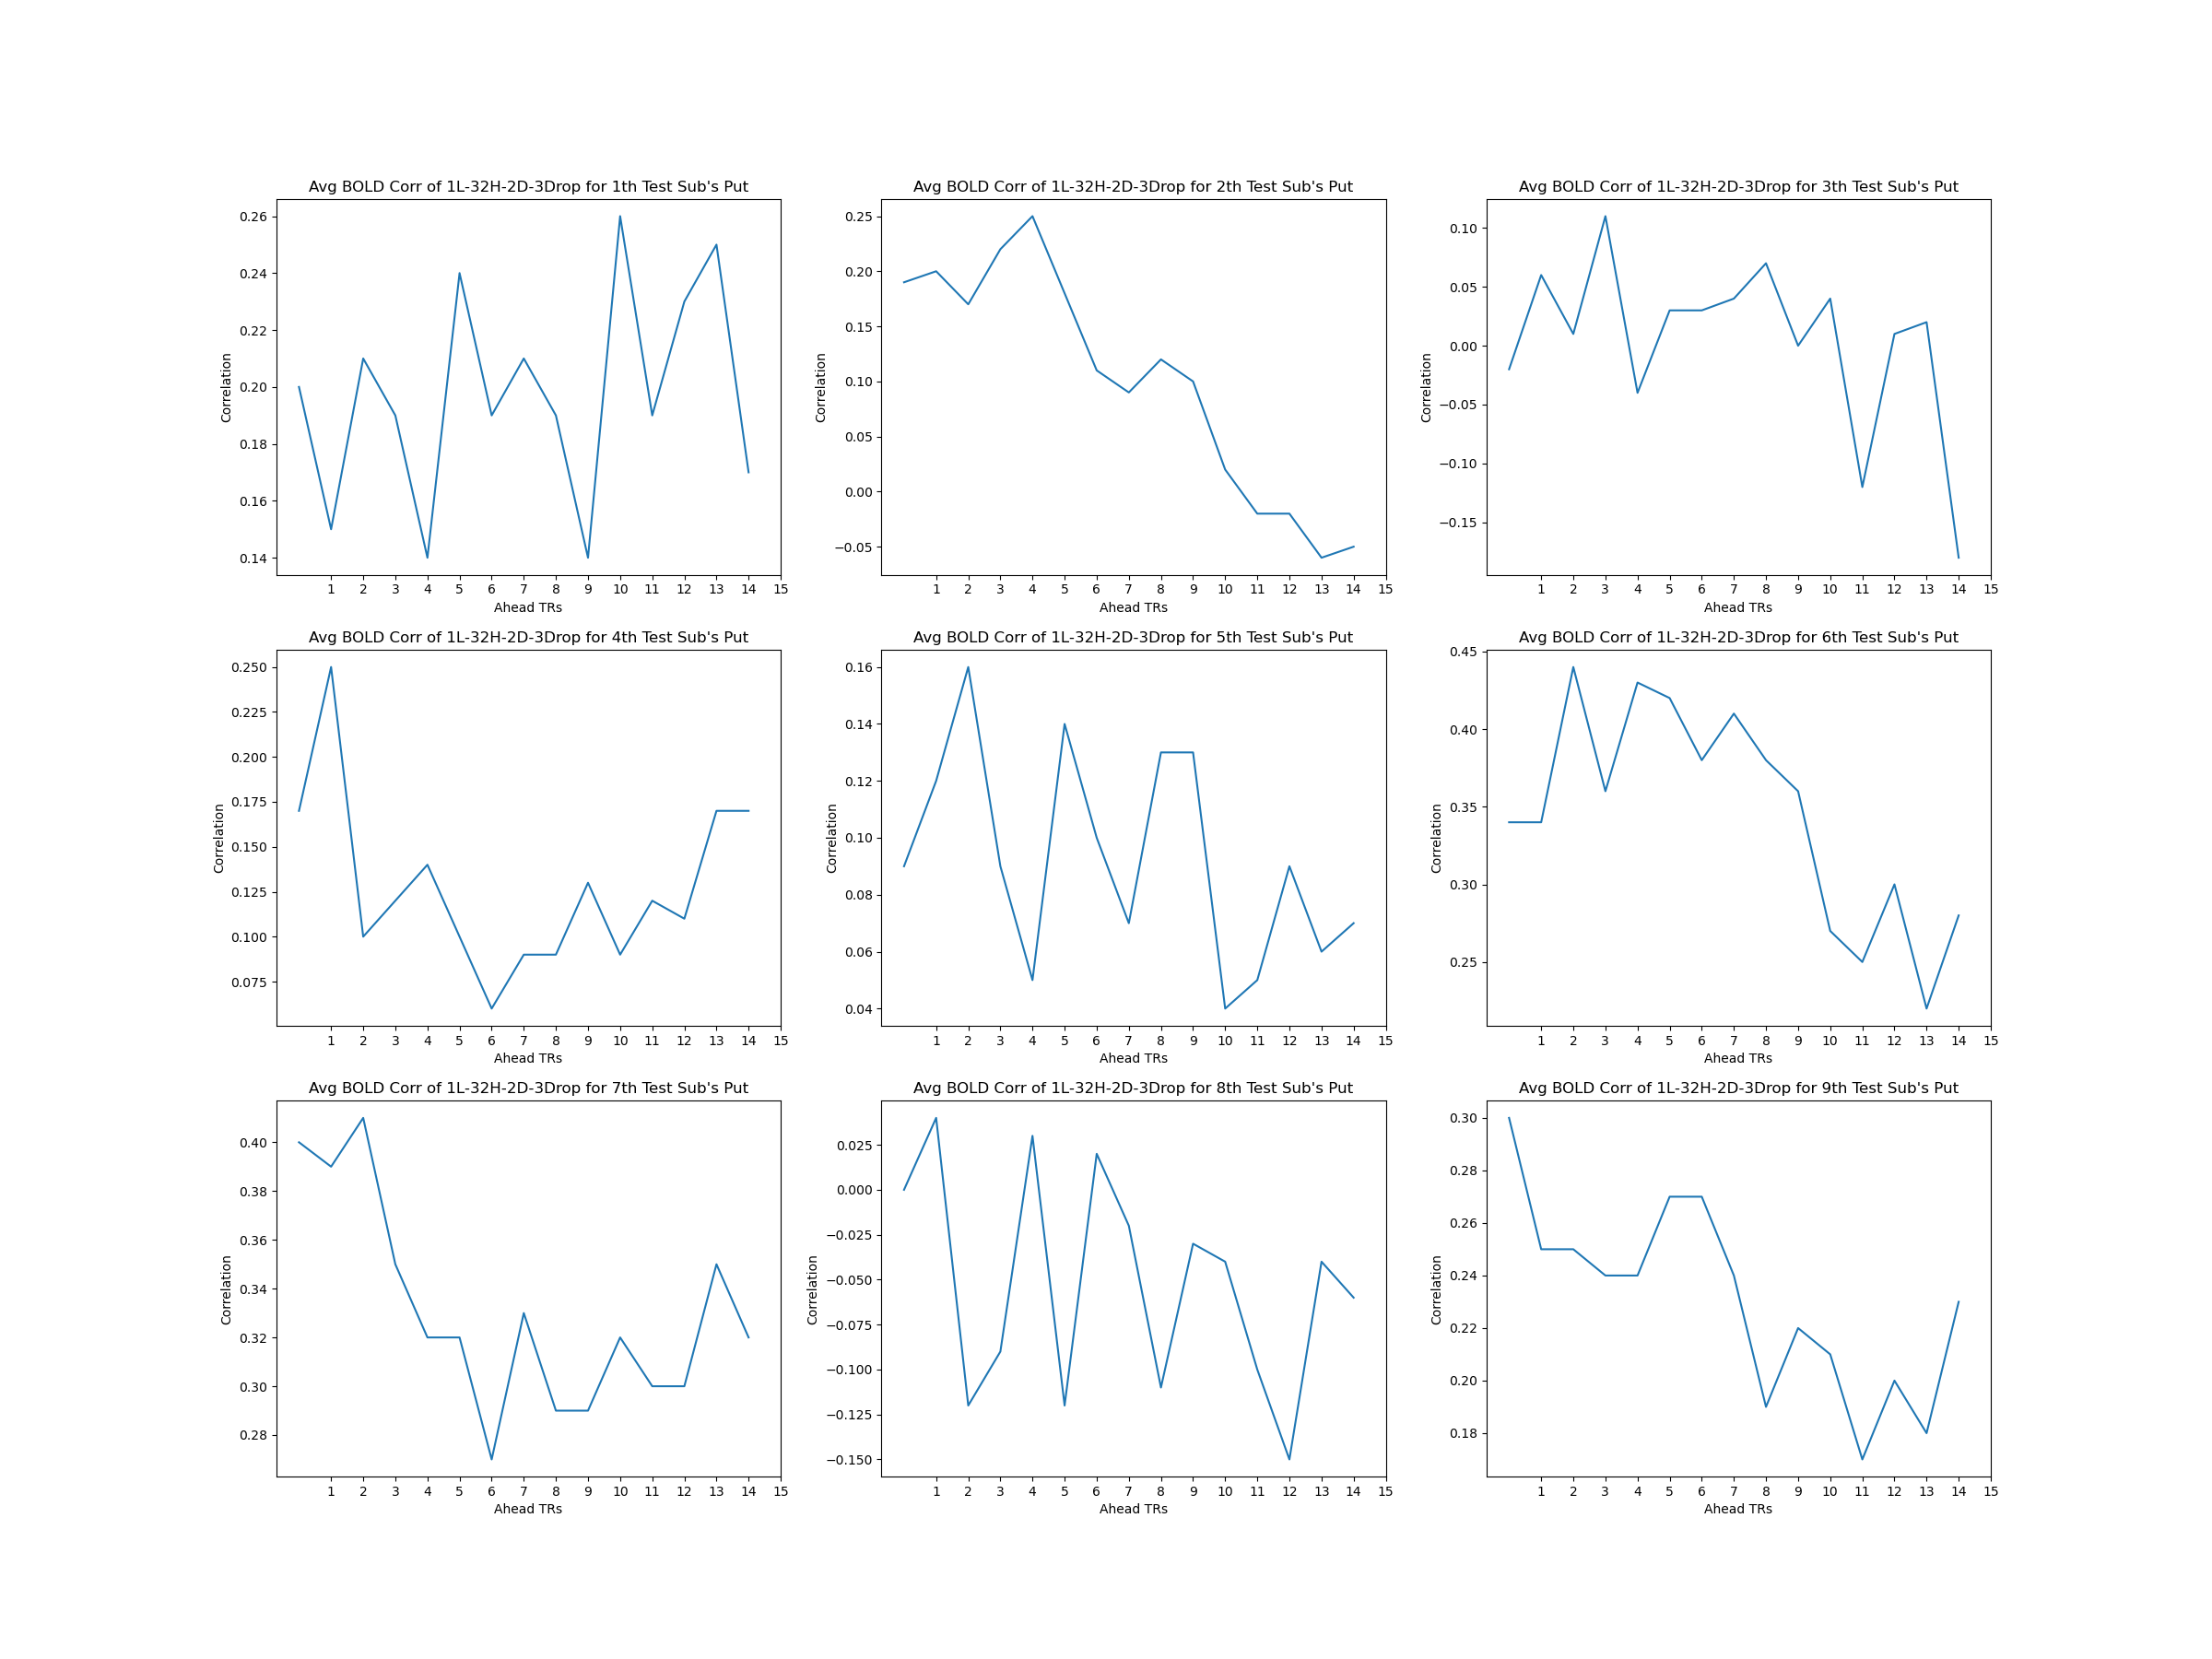 Avg BOLD Corr of 1L-32H-2D-3Drop for 1th Test Sub's Put
0.26
0.24
0.22
0.20
0.18
0.16
0.14
Correlation
1 2 3 4 5 6 7 8 9 10 11 12 13 14 15
Ahead TRs
Avg BOLD Corr of 1L-32H-2D-3Drop for 2th Test Sub's Put
0.25
0.20
0.15
0.10
0.05
0.00
−0.05
Correlation
1 2 3 4 5 6 7 8 9 10 11 12 13 14 15
Ahead TRs
Avg BOLD Corr of 1L-32H-2D-3Drop for 3th Test Sub's Put
0.10
0.05
0.00
−0.05
−0.10
−0.15
Correlation
1 2 3 4 5 6 7 8 9 10 11 12 13 14 15
Ahead TRs
Avg BOLD Corr of 1L-32H-2D-3Drop for 4th Test Sub's Put
0.250
0.225
0.200
0.175
0.150
0.125
0.100
0.075
Correlation
1 2 3 4 5 6 7 8 9 10 11 12 13 14 15
Ahead TRs
Avg BOLD Corr of 1L-32H-2D-3Drop for 5th Test Sub's Put
0.16
0.14
0.12
0.10
0.08
0.06
0.04
Correlation
1 2 3 4 5 6 7 8 9 10 11 12 13 14 15
Ahead TRs
Avg BOLD Corr of 1L-32H-2D-3Drop for 6th Test Sub's Put
0.45
0.40
0.35
0.30
0.25
Correlation
1 2 3 4 5 6 7 8 9 10 11 12 13 14 15
Ahead TRs
Avg BOLD Corr of 1L-32H-2D-3Drop for 7th Test Sub's Put
0.40
0.38
0.36
0.34
0.32
0.30
0.28
Correlation
1 2 3 4 5 6 7 8 9 10 11 12 13 14 15
Ahead TRs
Avg BOLD Corr of 1L-32H-2D-3Drop for 8th Test Sub's Put
0.025
0.000
−0.025
−0.050
−0.075
−0.100
−0.125
−0.150
Correlation
1 2 3 4 5 6 7 8 9 10 11 12 13 14 15
Ahead TRs
Avg BOLD Corr of 1L-32H-2D-3Drop for 9th Test Sub's Put
0.30
0.28
0.26
0.24
0.22
0.20
0.18
Correlation
1 2 3 4 5 6 7 8 9 10 11 12 13 14 15
Ahead TRs